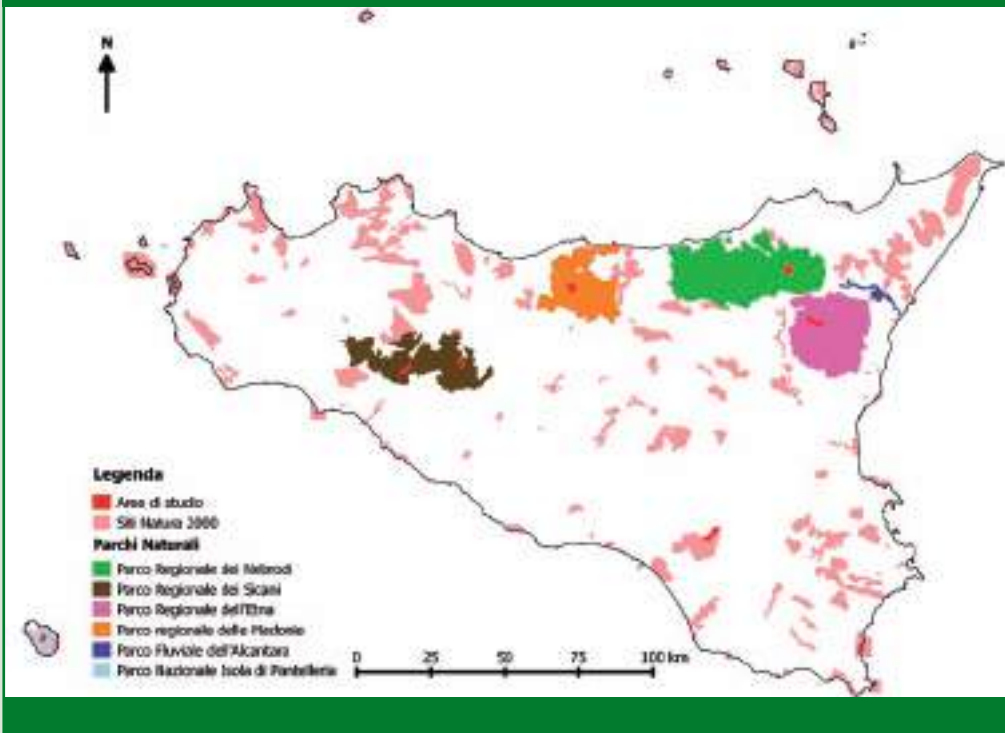 N
Legenda
Aree di studio
Siti Natura 2000
Parchi Naturali
Parco Regionale dei Nebrodi
Parco Regionale dei Sicani
Parco Regionale dell'Etna
Parco regionale delle Madonie
Parco Fluviale dell'Alcantara
Parco Nazionale Isola di Pantelleria
0 25 50 75 100 km